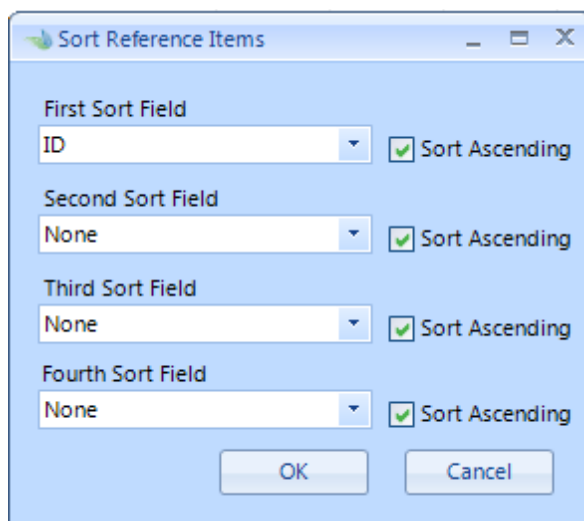 Sort Reference Items
First Sort Field
ID
Sort Ascending
Second Sort Field
None
Sort Ascending
Third Sort Field
None
Sort Ascending
Fourth Sort Field
None
Sort Ascending
OK Cancel